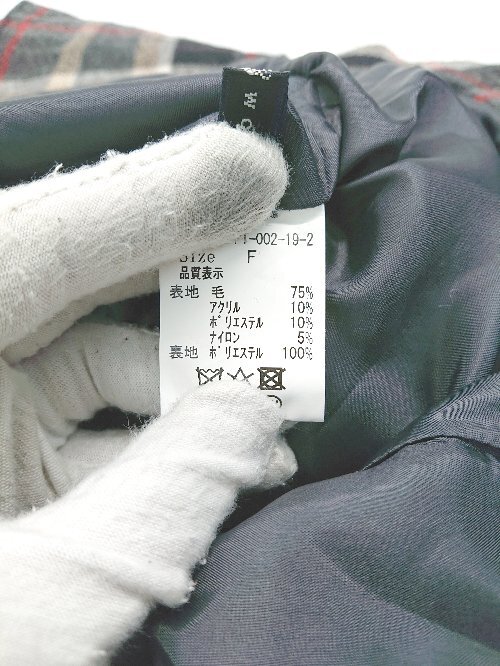 1-002-19-2
Size F
品質表示
表地 毛 75%
アクリル 10%
ポリエステル 10%
ナイロン 5%
裏地 ポリエステル 100%